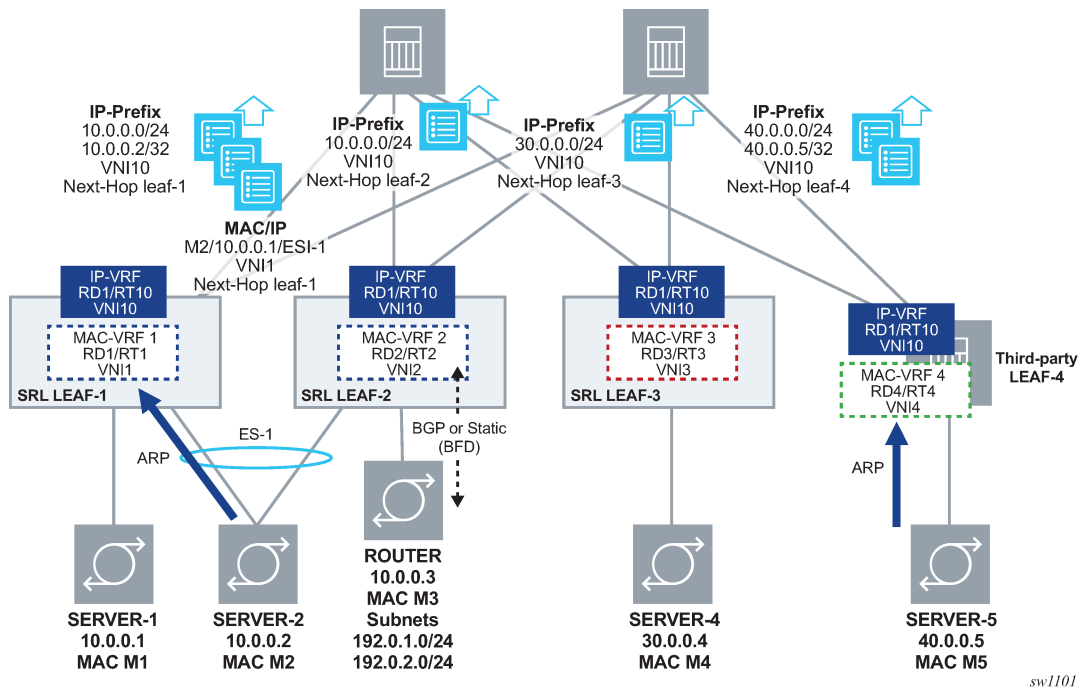 IP-Prefix
10.0.0.0/24
10.0.0.2/32
VNI10
Next-Hop leaf-1
IP-Prefix
10.0.0.0/24
VNI10
Next-Hop leaf-2
IP-Prefix
30.0.0.0/24
VNI10
Next-Hop leaf-3
IP-Prefix
40.0.0.0/24
40.0.0.5/32
VNI10
Next-Hop leaf-4
MAC/IP
M2/10.0.0.1/ESI-1
VNI1
Next-Hop leaf-1
IP-VRF
RD1/RT10
VNI10
MAC-VRF 1
RD1/RT1
VNI1
SRL LEAF-1
IP-VRF
RD1/RT10
VNI10
MAC-VRF 2
RD2/RT2
VNI2
SRL LEAF-2
IP-VRF
RD1/RT10
VNI10
MAC-VRF 3
RD3/RT3
VNI3
SRL LEAF-3
IP-VRF
RD1/RT10
VNI10
MAC-VRF 4
RD4/RT4
VNI4
Third-party
LEAF-4
ES-1
ARP
BGP or Static
(BFD)
ARP
SERVER-1
10.0.0.1
MAC M1
SERVER-2
10.0.0.2
MAC M2
ROUTER
10.0.0.3
MAC M3
Subnets
192.0.1.0/24
192.0.2.0/24
SERVER-4
30.0.0.4
MAC M4
SERVER-5
40.0.0.5
MAC M5
sw1101